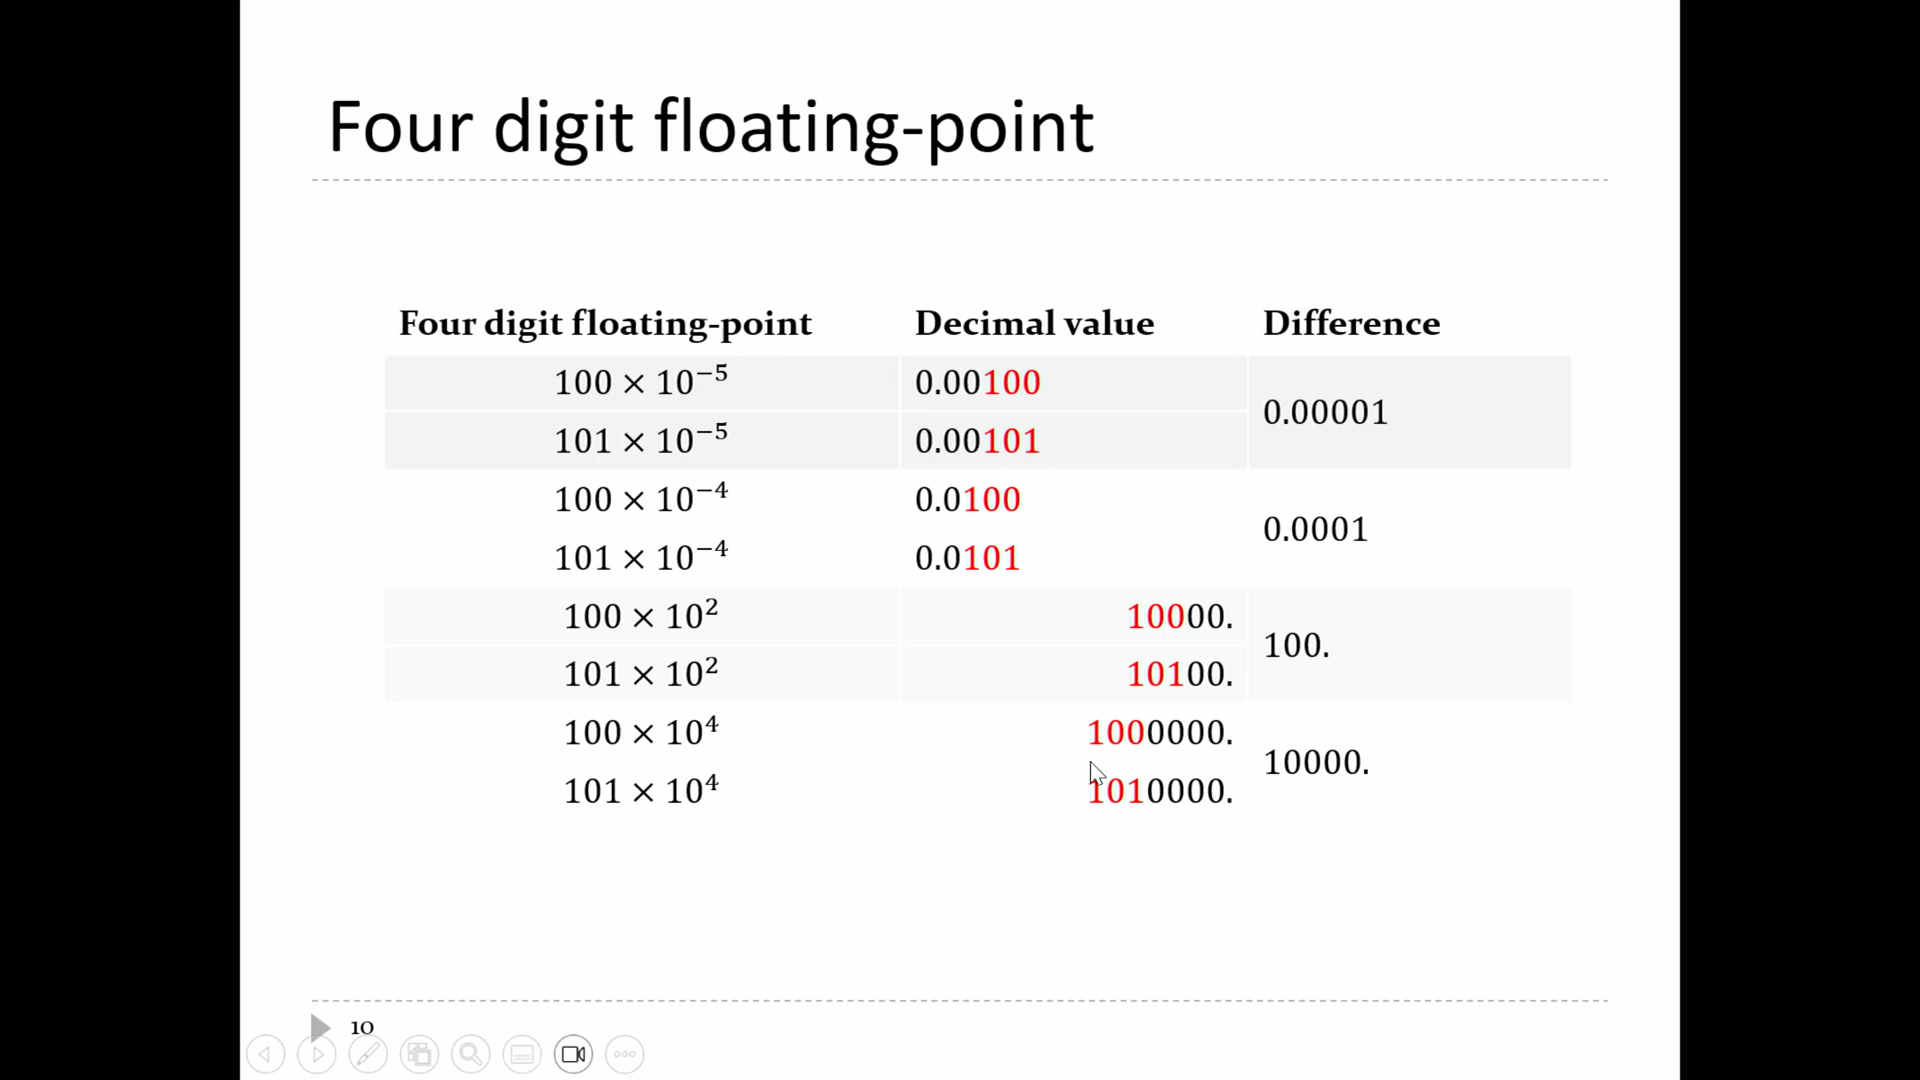 Four digit floating-point
Four digit floating-point Decimal value Difference
100 × 10⁻⁵ 0.00100
0.00001
101 × 10⁻⁵ 0.00101
100 × 10⁻⁴ 0.0100
0.0001
101 × 10⁻⁴ 0.0101
100 × 10² 10000.
100.
101 × 10² 10100.
100 × 10⁴ 1000000.
10000.
101 × 10⁴ 1010000.
10